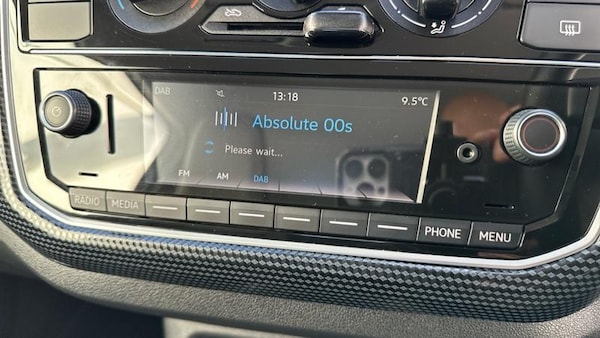 DAB 13:18 9.5°C
Absolute 00s
Please wait...
FM AM DAB
RADIO MEDIA PHONE MENU